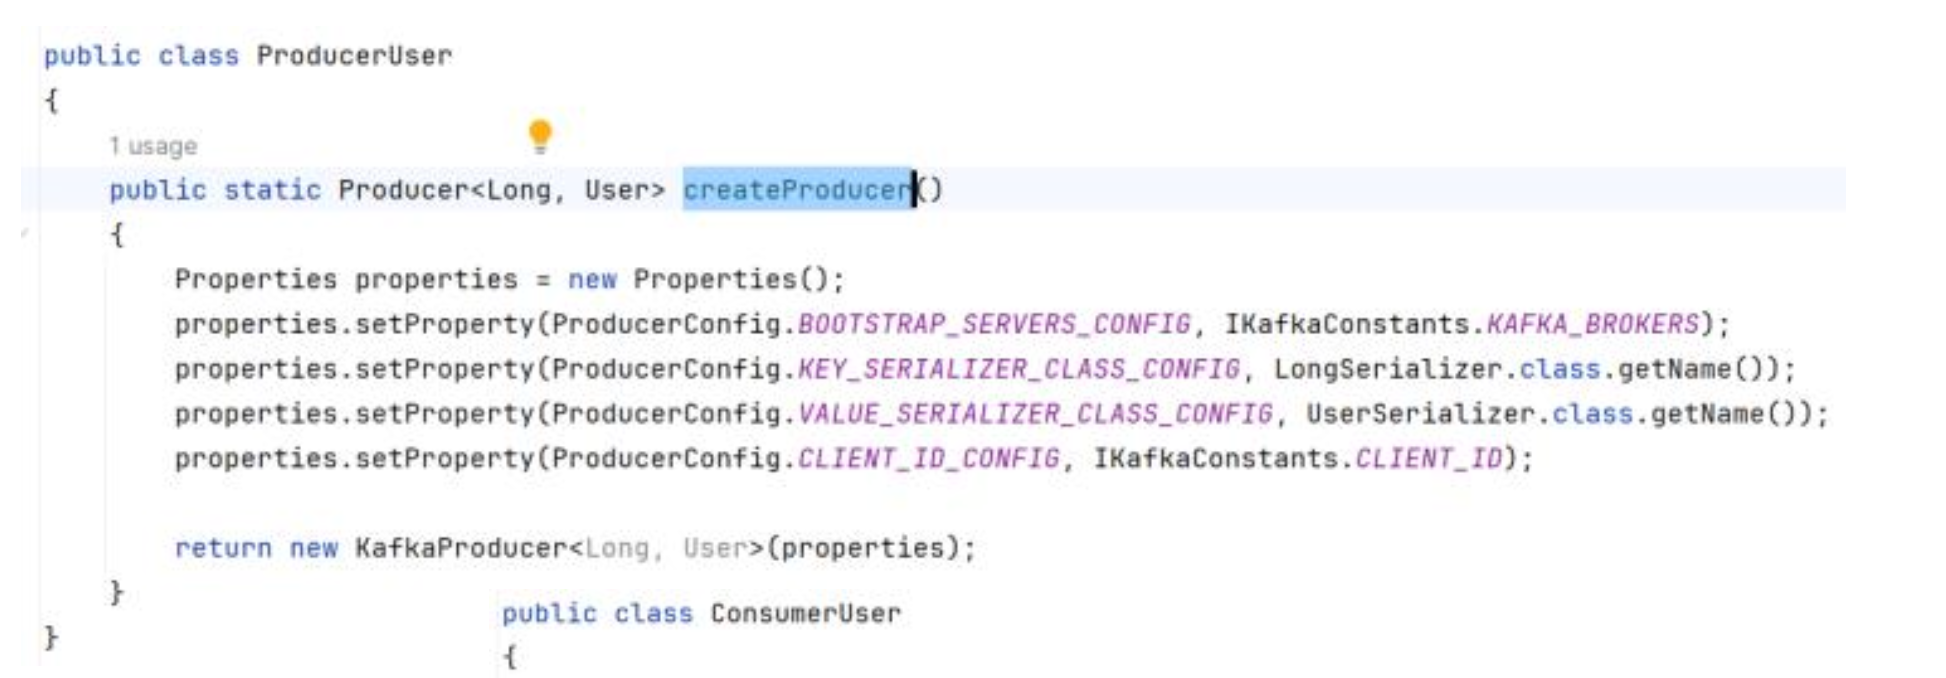 public class ProducerUser
{
1 usage
public static Producer<Long, User> createProducer()
{
Properties properties = new Properties();
properties.setProperty(ProducerConfig.BOOTSTRAP_SERVERS_CONFIG, IKafkaConstants.KAFKA_BROKERS);
properties.setProperty(ProducerConfig.KEY_SERIALIZER_CLASS_CONFIG, LongSerializer.class.getName());
properties.setProperty(ProducerConfig.VALUE_SERIALIZER_CLASS_CONFIG, UserSerializer.class.getName());
properties.setProperty(ProducerConfig.CLIENT_ID_CONFIG, IKafkaConstants.CLIENT_ID);
return new KafkaProducer<Long, User>(properties);
}
}
public class ConsumerUser
{